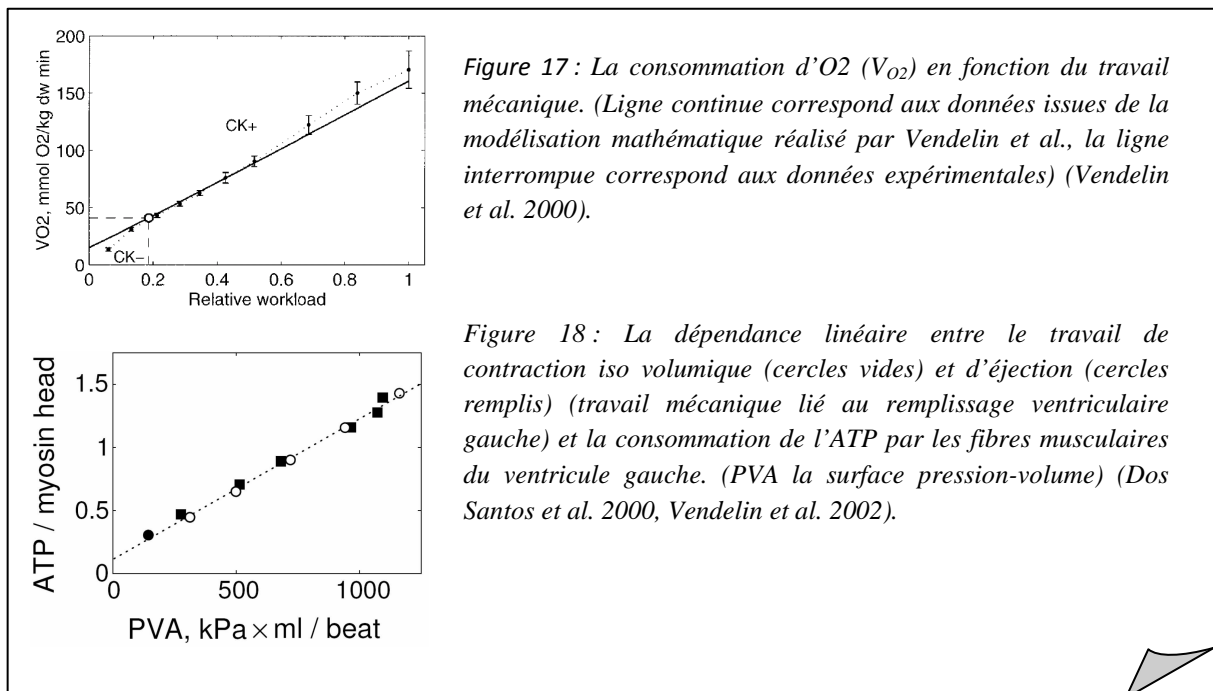 200
150
100
50
0
VO2, mmol O2/kg dw min
CK+
CK−
0 0.2 0.4 0.6 0.8 1
Relative workload
Figure 17 : La consommation d’O2 (VO2) en fonction du travail
mécanique. (Ligne continue correspond aux données issues de la
modélisation mathématique réalisé par Vendelin et al., la ligne
interrompue correspond aux données expérimentales) (Vendelin
et al. 2000).
1.5
1
0.5
0
ATP / myosin head
0 500 1000
PVA, kPa × ml / beat
Figure 18 : La dépendance linéaire entre le travail de
contraction iso volumique (cercles vides) et d’éjection (cercles
remplis) (travail mécanique lié au remplissage ventriculaire
gauche) et la consommation de l’ATP par les fibres musculaires
du ventricule gauche. (PVA la surface pression-volume) (Dos
Santos et al. 2000, Vendelin et al. 2002).